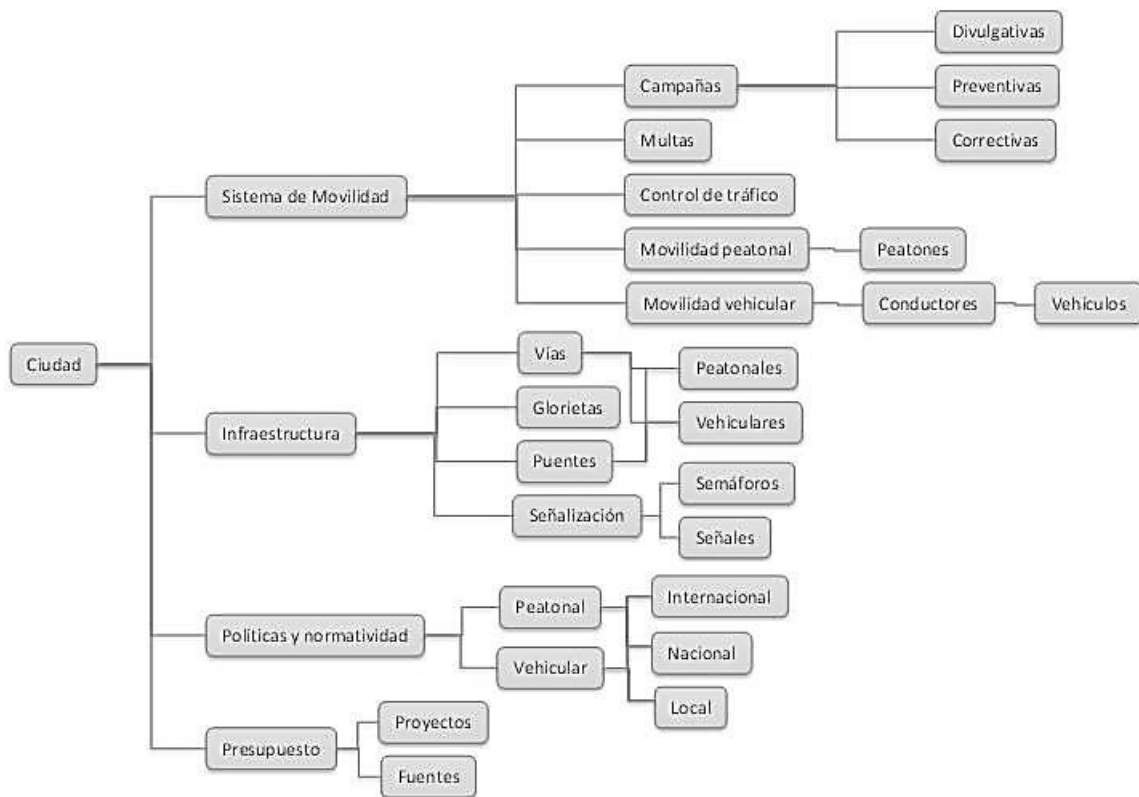 Ciudad
Sistema de Movilidad
Campañas
Divulgativas
Preventivas
Correctivas
Multas
Control de tráfico
Movilidad peatonal
Peatones
Movilidad vehicular
Conductores
Vehículos
Infraestructura
Vías
Peatonales
Vehiculares
Glorietas
Puentes
Señalización
Semáforos
Señales
Políticas y normatividad
Peatonal
Vehicular
Internacional
Nacional
Local
Presupuesto
Proyectos
Fuentes